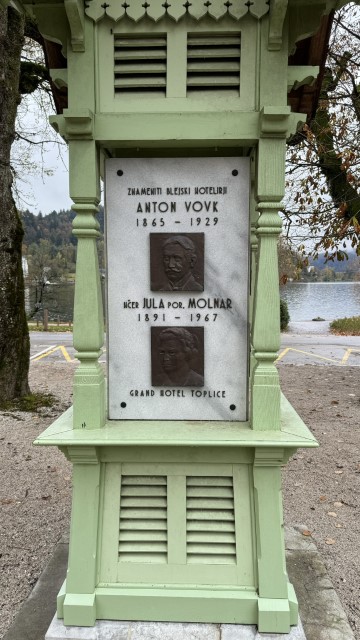 ZNAMENITI BLEJSKI HOTELIRJI
ANTON VOVK
1865 – 1929
HČER JULA POR. MOLNAR
1891 – 1967
GRAND HOTEL TOPLICE